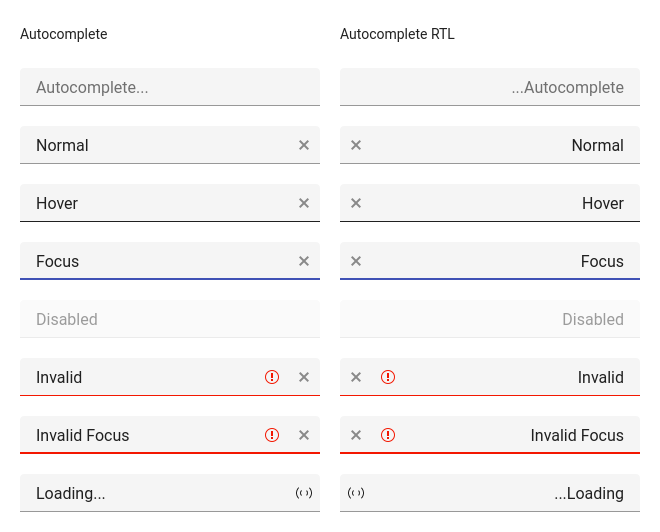 Autocomplete
Autocomplete RTL
Autocomplete...
...Autocomplete
Normal
Normal
Hover
Hover
Focus
Focus
Disabled
Disabled
Invalid
Invalid
Invalid Focus
Invalid Focus
Loading...
...Loading